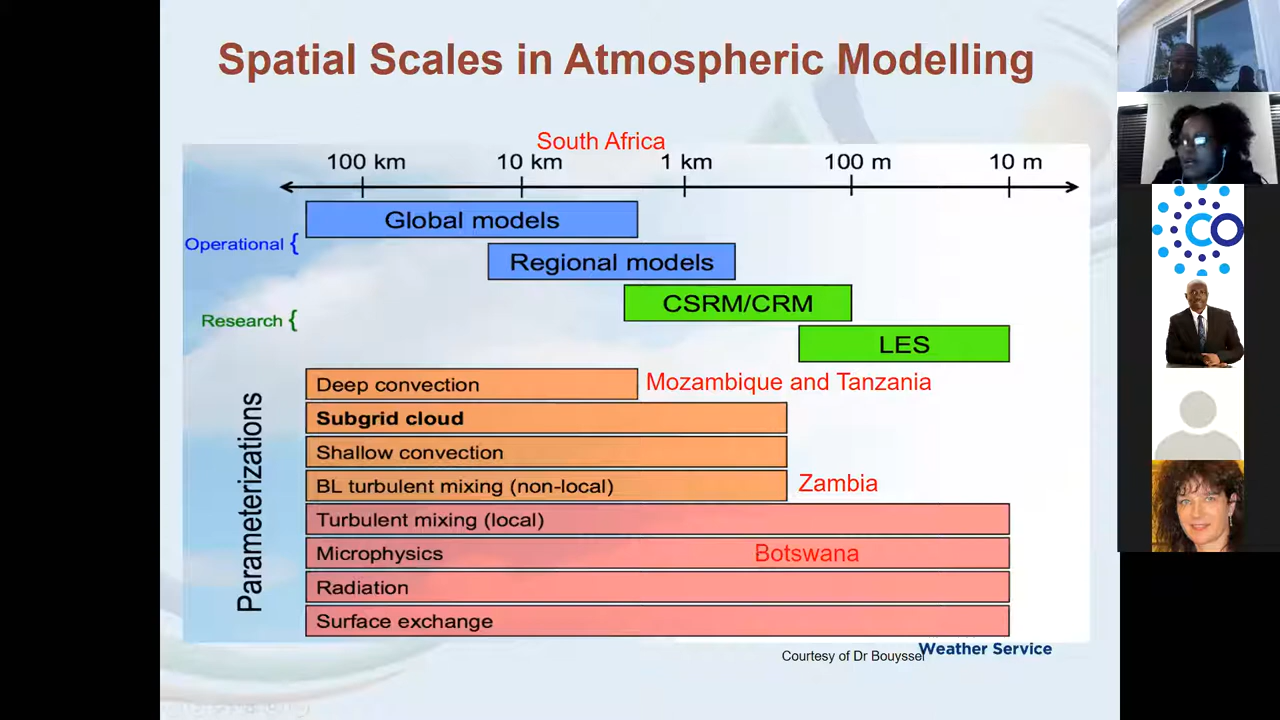 Spatial Scales in Atmospheric Modelling
South Africa
100 km 10 km 1 km 100 m 10 m
Global models
Operational {
Regional models
CSRM/CRM
Research {
LES
Parameterizations
Deep convection
Mozambique and Tanzania
Subgrid cloud
Shallow convection
BL turbulent mixing (non-local)
Zambia
Turbulent mixing (local)
Microphysics
Botswana
Radiation
Surface exchange
Weather Service
Courtesy of Dr Bouyssel
CO